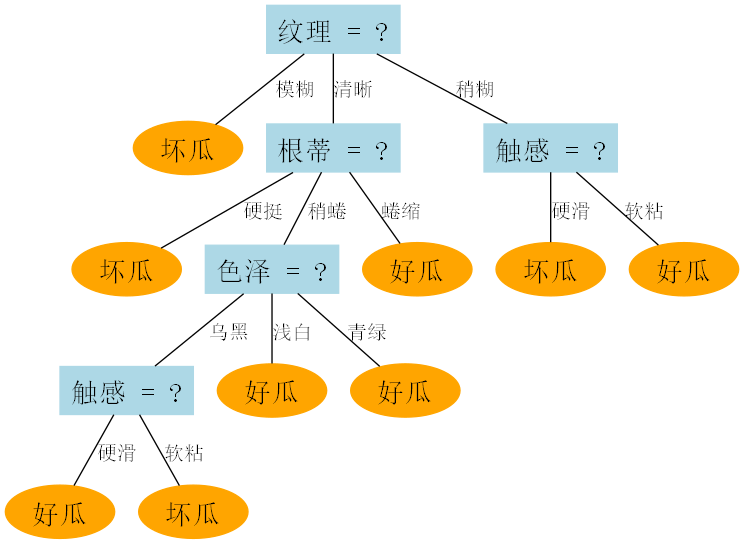 纹理 = ?
模糊 清晰 稍糊
坏瓜 根蒂 = ? 触感 = ?
硬挺 稍蜷 蜷缩 硬滑 软粘
坏瓜 色泽 = ? 好瓜 坏瓜 好瓜
乌黑 浅白 青绿
触感 = ? 好瓜 好瓜
硬滑 软粘
好瓜 坏瓜